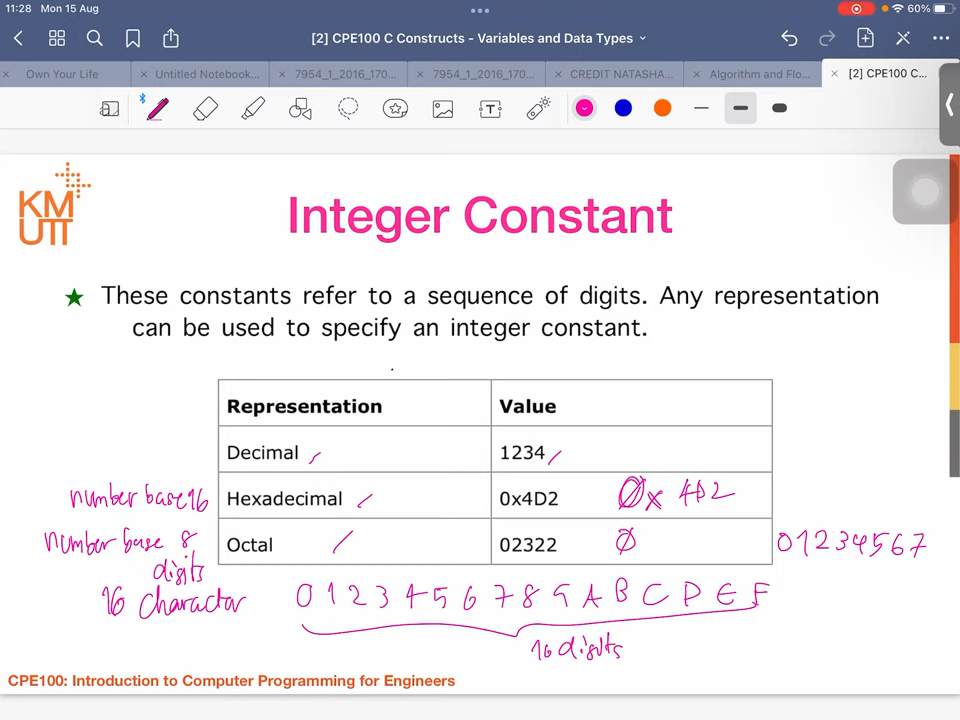 11:28 Mon 15 Aug
60%
[2] CPE100 C Constructs - Variables and Data Types
Own Your Life
Untitled Notebook...
7954_1_2016_170...
7954_1_2016_170...
CREDIT NATASHA...
Algorithm and Flo...
[2] CPE100 C...
KM
UTT
Integer Constant
★ These constants refer to a sequence of digits. Any representation
can be used to specify an integer constant.
Representation Value
Decimal 1234
number base 16 Hexadecimal 0x4D2 0x 4D2
number base 8 Octal 02322 0 01234567
digits
16 character 0 1 2 3 4 5 6 7 8 9 A B C D E F
16 digits
CPE100: Introduction to Computer Programming for Engineers